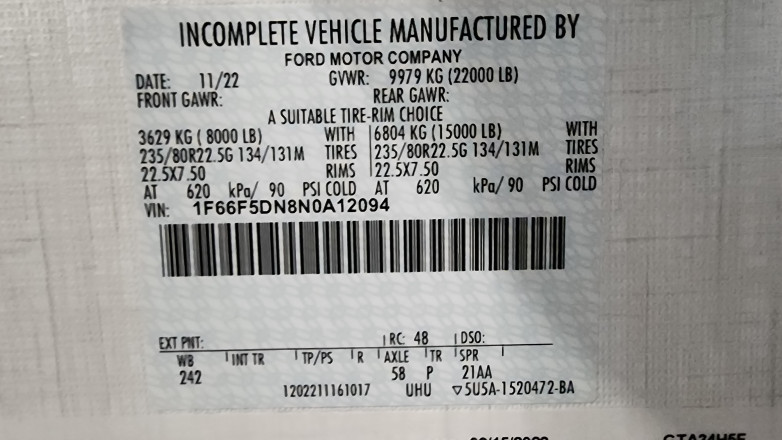 INCOMPLETE VEHICLE MANUFACTURED BY
FORD MOTOR COMPANY
DATE: 11/22 GVWR: 9979 KG (22000 LB)
FRONT GAWR: REAR GAWR:
A SUITABLE TIRE-RIM CHOICE
3629 KG ( 8000 LB) WITH 6804 KG (15000 LB) WITH
235/80R22.5G 134/131M TIRES 235/80R22.5G 134/131M TIRES
22.5X7.50 RIMS 22.5X7.50 RIMS
AT 620 kPa/ 90 PSI COLD AT 620 kPa/ 90 PSI COLD
VIN: 1F66F5DN8N0A12094
EXT PNT: RC: 48 DSO:
WB INT TR TP/PS R AXLE TR SPR
242 58 P 21AA
1202211161017 UHU ▽5U5A-1520472-BA